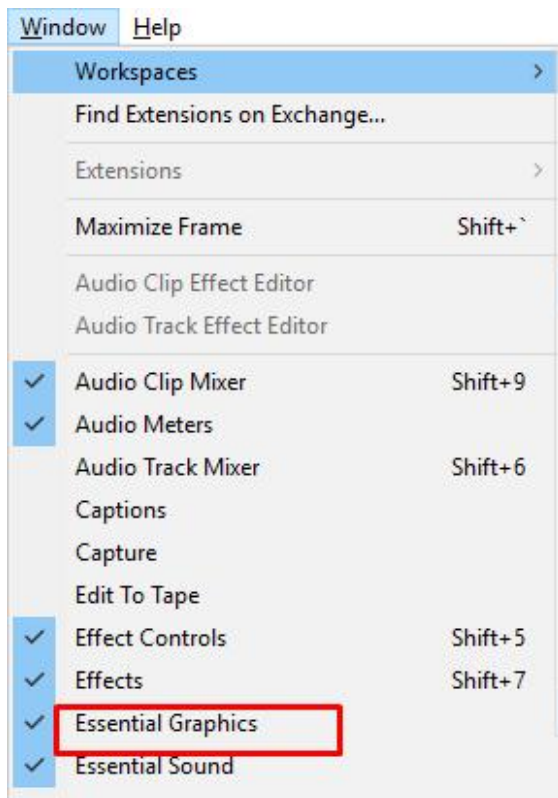 Window Help
Workspaces
Find Extensions on Exchange...
Extensions
Maximize Frame Shift+`
Audio Clip Effect Editor
Audio Track Effect Editor
Audio Clip Mixer Shift+9
Audio Meters
Audio Track Mixer Shift+6
Captions
Capture
Edit To Tape
Effect Controls Shift+5
Effects Shift+7
Essential Graphics
Essential Sound